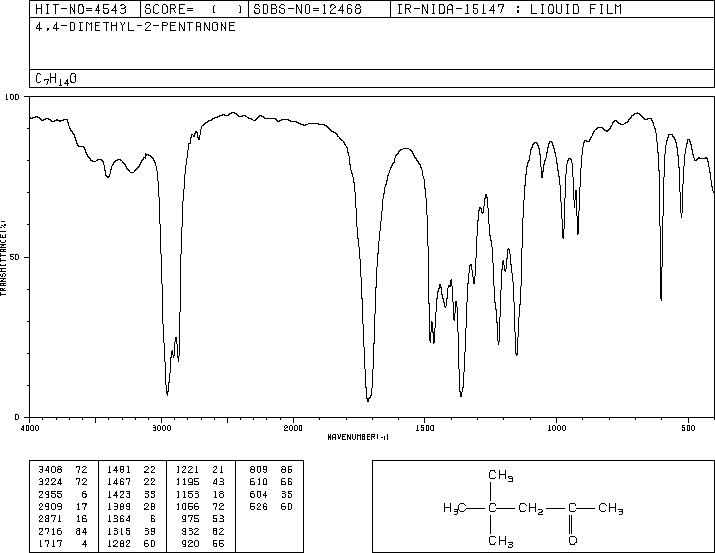 HIT-NO=4543 SCORE= ( ) SDBS-NO=12468 IR-NIDA-15147 : LIQUID FILM
4,4-DIMETHYL-2-PENTANONE
C7H14O
100
50
0
TRANSMITTANCE(%)
4000 3000 2000 1500 1000 500
WAVENUMBER(-1)
3408 72 1481 22 1221 21 809 86
3224 72 1467 22 1195 43 610 66
2955 6 1423 33 1153 18 604 35
2909 17 1389 28 1066 72 526 60
2871 16 1364 6 975 53
2716 84 1315 39 932 82
1717 4 1282 60 920 66
CH3
H3C C CH2 C CH3
CH3 O